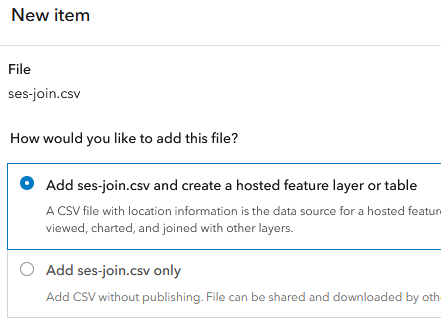 New item
File
ses-join.csv
How would you like to add this file?
Add ses-join.csv and create a hosted feature layer or table
A CSV file with location information is the data source for a hosted featur
viewed, charted, and joined with other layers.
Add ses-join.csv only
Add CSV without publishing. File can be shared and downloaded by oth